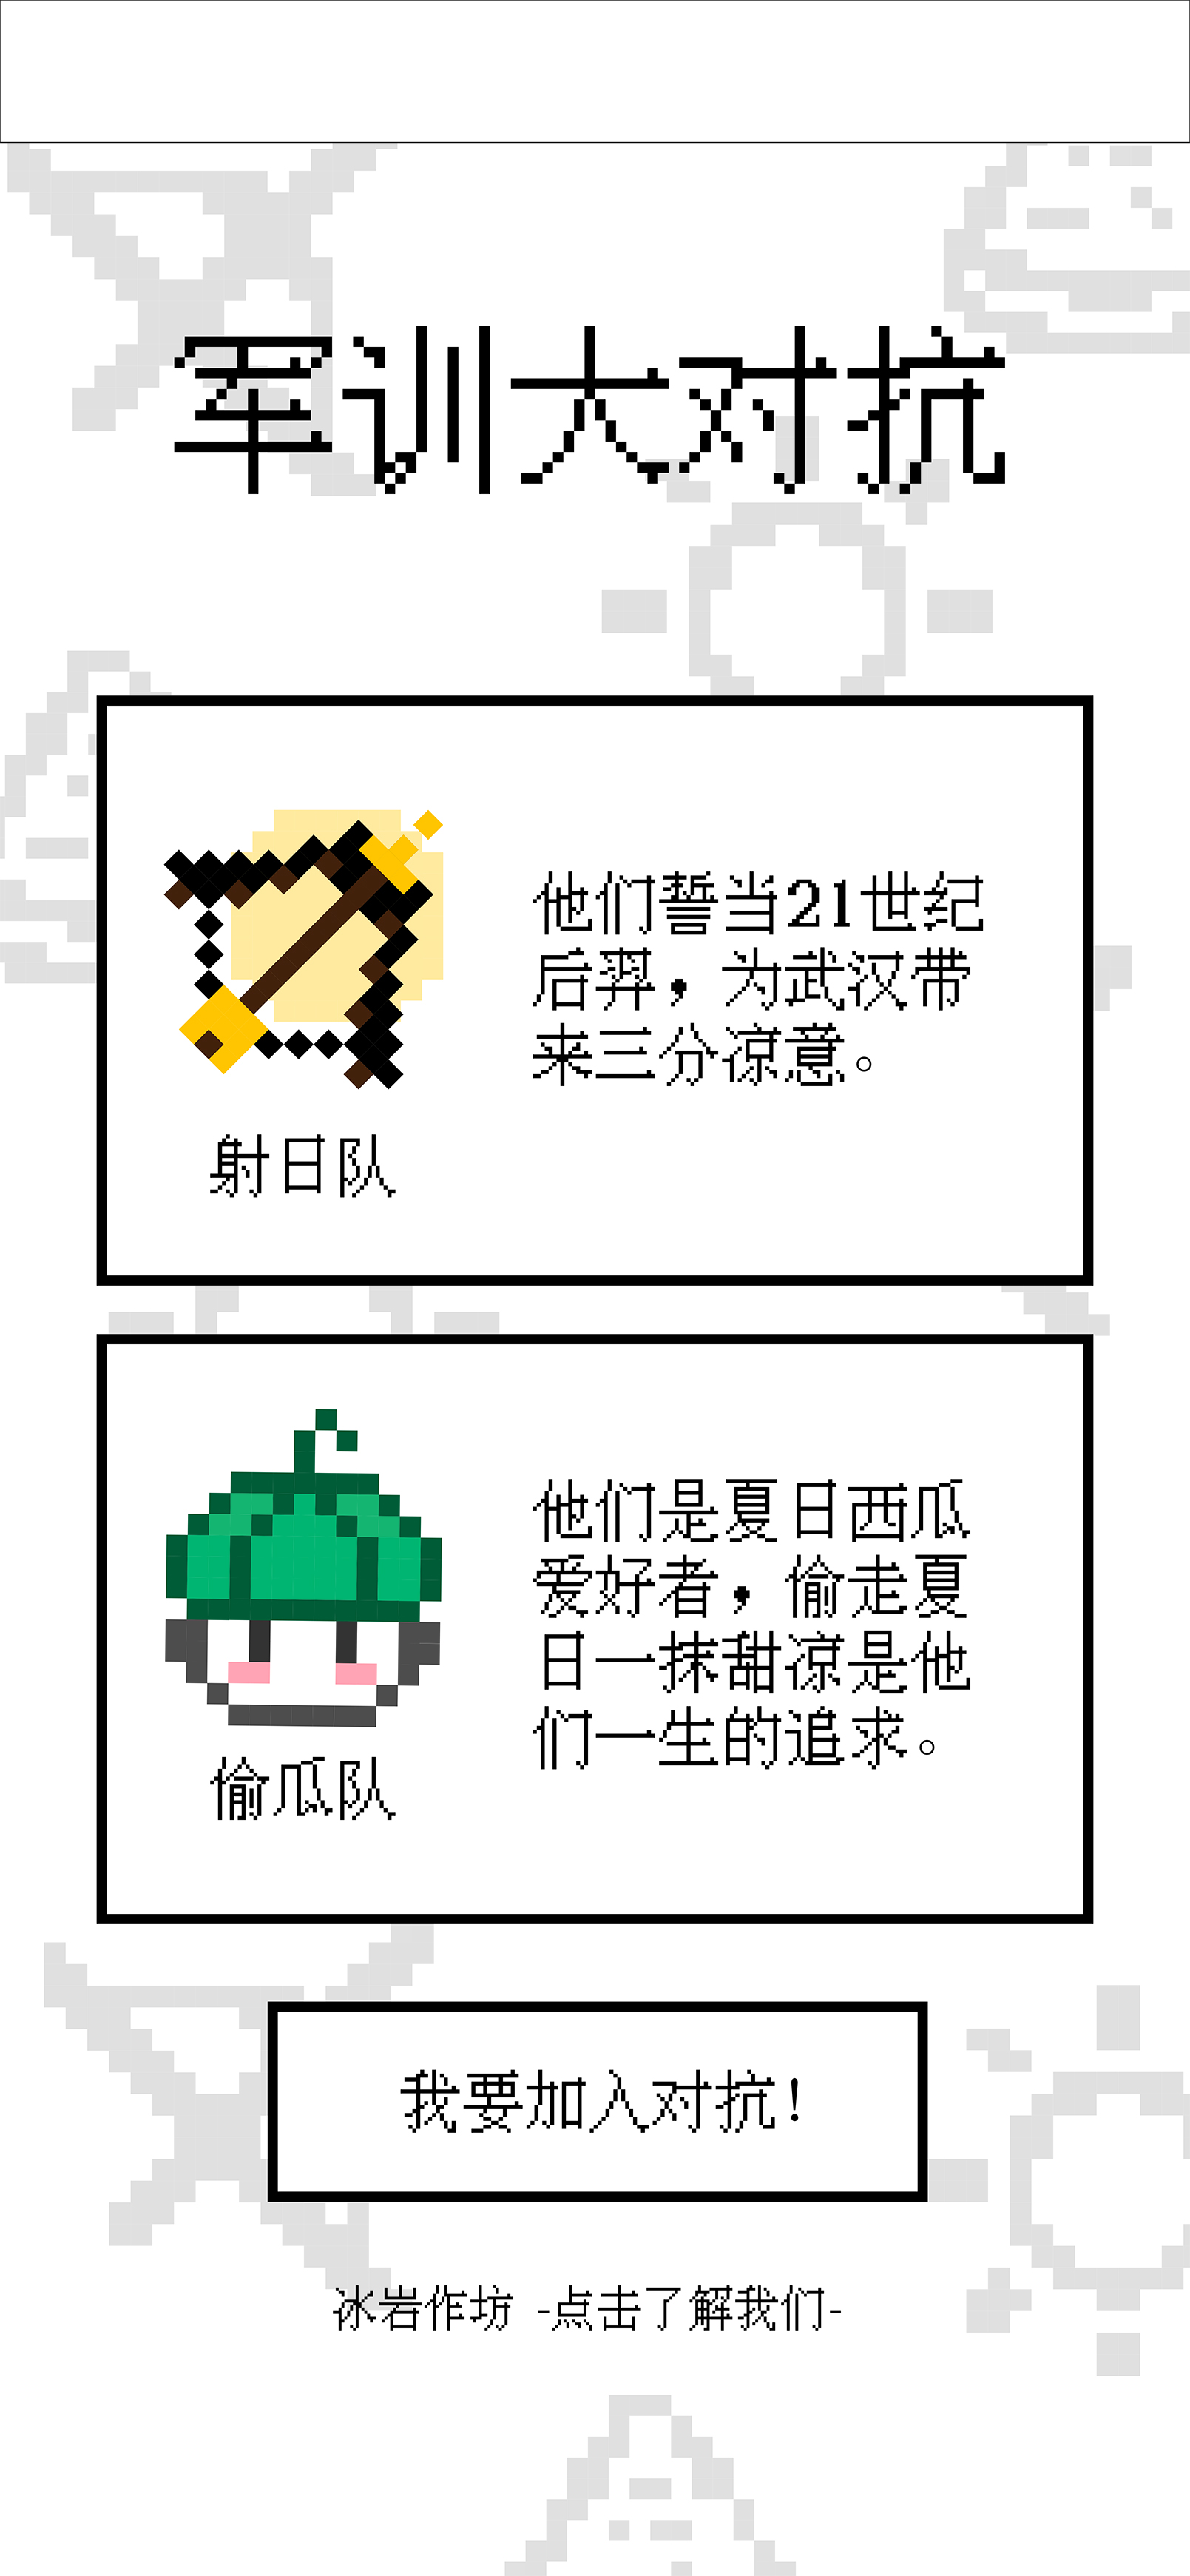 军训大对抗
他们誓当21世纪
后羿，为武汉带
来三分凉意。
射日队
他们是夏日西瓜
爱好者，偷走夏
日一抹甜凉是他
们一生的追求。
偷瓜队
我要加入对抗！
冰岩作坊 -点击了解我们-